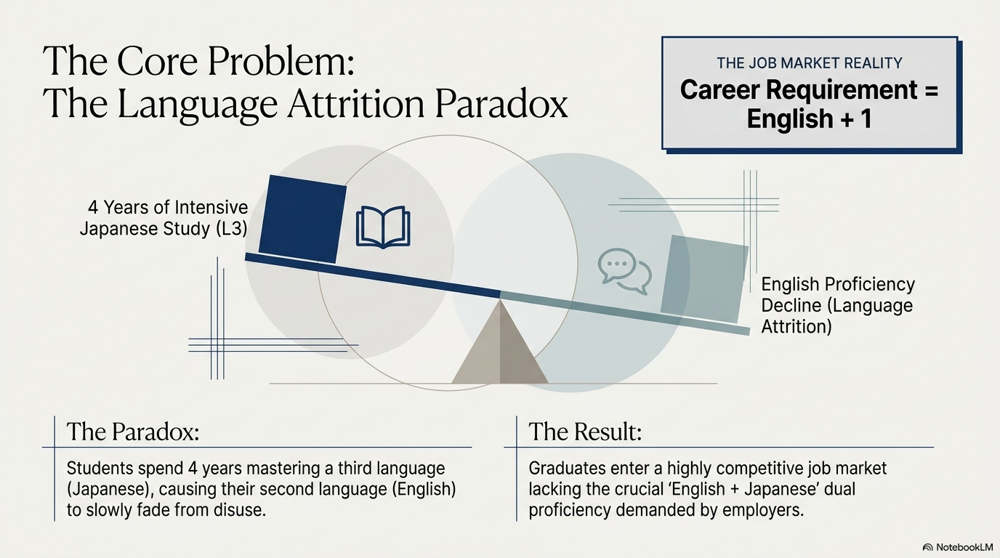 The Core Problem:
The Language Attrition Paradox
THE JOB MARKET REALITY
Career Requirement =
English + 1
4 Years of Intensive
Japanese Study (L3)
English Proficiency
Decline (Language
Attrition)
The Paradox:
Students spend 4 years mastering a third language
(Japanese), causing their second language (English)
to slowly fade from disuse.
The Result:
Graduates enter a highly competitive job market
lacking the crucial ‘English + Japanese’ dual
proficiency demanded by employers.
NotebookLM